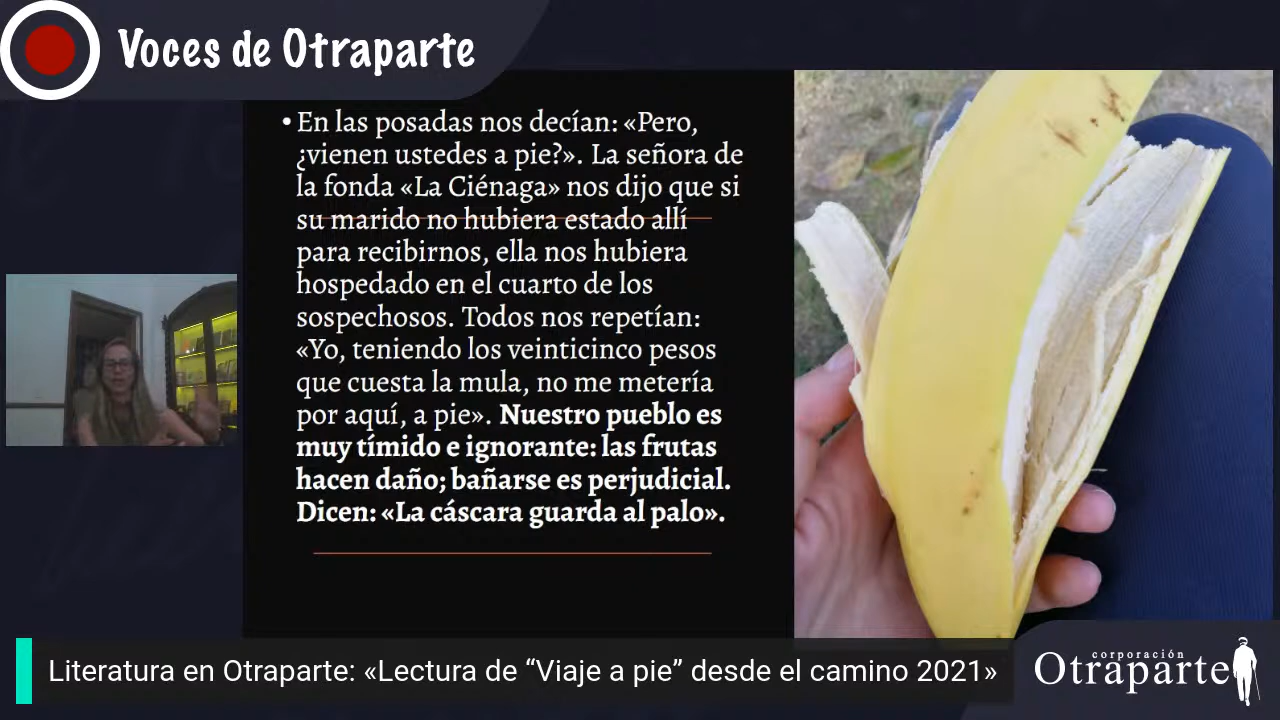 Voces de Otraparte
• En las posadas nos decían: «Pero,
¿vienen ustedes a pie?». La señora de
la fonda «La Ciénaga» nos dijo que si
su marido no hubiera estado allí
para recibirnos, ella nos hubiera
hospedado en el cuarto de los
sospechosos. Todos nos repetían:
«Yo, teniendo los veinticinco pesos
que cuesta la mula, no me metería
por aquí, a pie». Nuestro pueblo es
muy tímido e ignorante: las frutas
hacen daño; bañarse es perjudicial.
Dicen: «La cáscara guarda al palo».
Literatura en Otraparte: «Lectura de “Viaje a pie” desde el camino 2021»
corporación
Otraparte